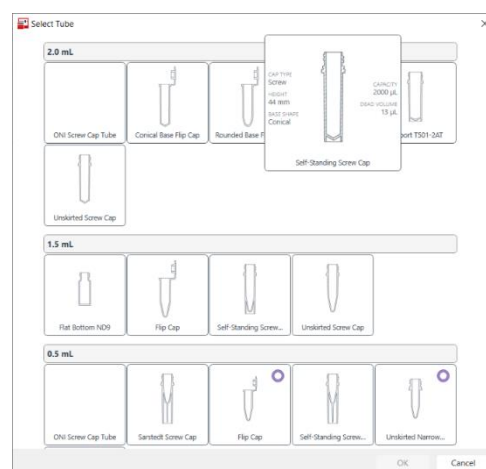 Select Tube
2.0 mL
CAP TYPE
Screw
HEIGHT
44 mm
BASE SHAPE
Conical
CAPACITY
2000 µL
DEAD VOLUME
15 µL
Self-Standing Screw Cap
ONI Screw Cap Tube
Conical Base Flip Cap
Rounded Base F
port TS01-2AT
Unskirted Screw Cap
1.5 mL
Flat Bottom ND9
Flip Cap
Self-Standing Screw...
Unskirted Screw Cap
0.5 mL
ONI Screw Cap Tube
Sarstedt Screw Cap
Flip Cap
Self-Standing Screw...
Unskirted Narrow...
OK
Cancel